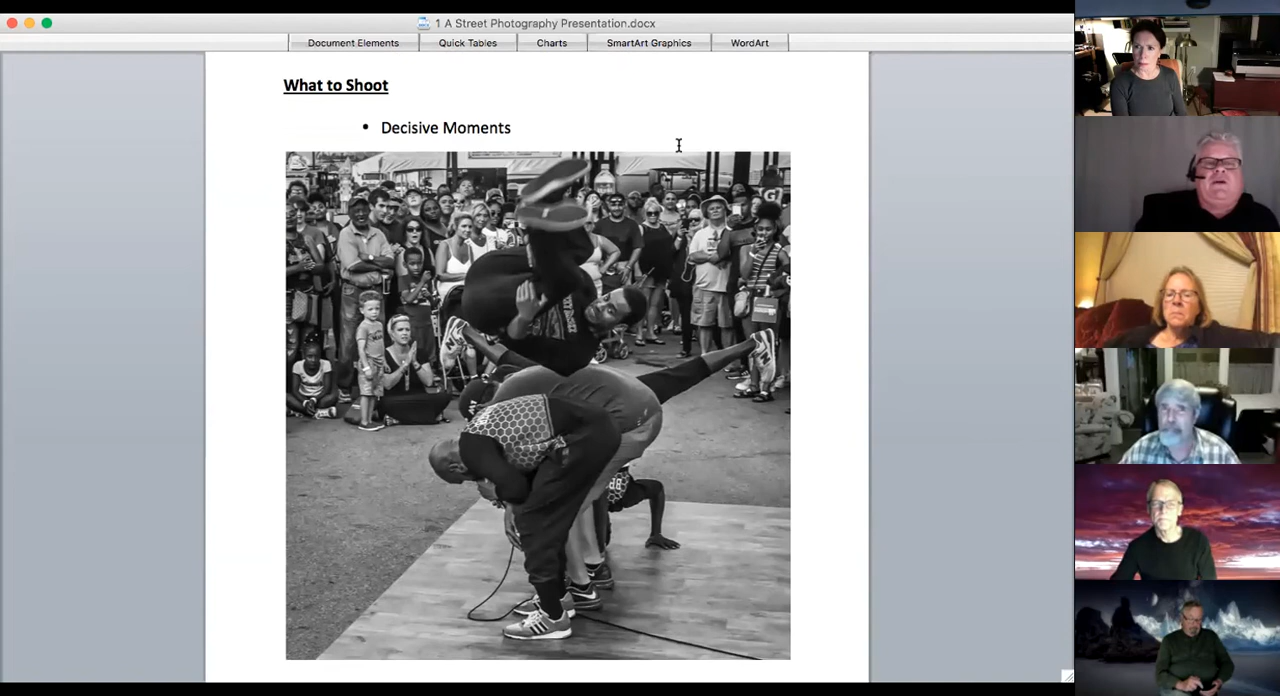 1 A Street Photography Presentation.docx
Document Elements
Quick Tables
Charts
SmartArt Graphics
WordArt
What to Shoot
• Decisive Moments